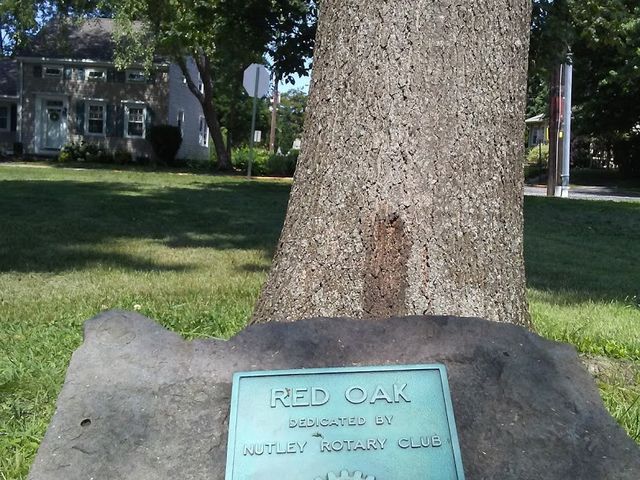 RED OAK
DEDICATED BY
NUTLEY ROTARY CLUB